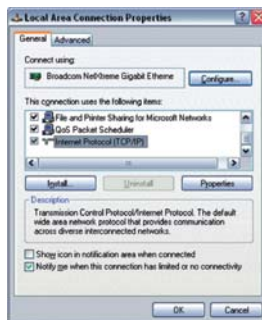 Local Area Connection Properties
General Advanced
Connect using:
Broadcom NetXtreme Gigabit Etherne
Configure...
This connection uses the following items:
File and Printer Sharing for Microsoft Networks
QoS Packet Scheduler
Internet Protocol (TCP/IP)
Install... Uninstall Properties
Description
Transmission Control Protocol/Internet Protocol. The default
wide area network protocol that provides communication
across diverse interconnected networks.
Show icon in notification area when connected
Notify me when this connection has limited or no connectivity
OK Cancel